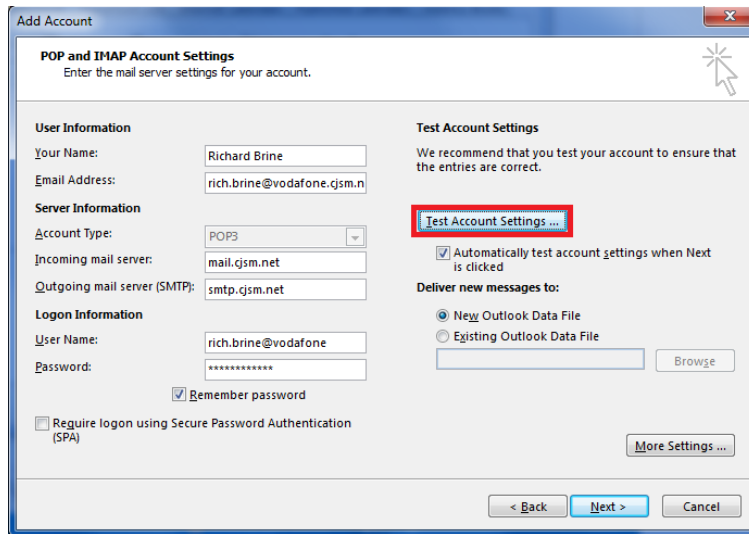 Add Account
POP and IMAP Account Settings
Enter the mail server settings for your account.
User Information
Your Name:
Richard Brine
Email Address:
rich.brine@vodafone.cjsm.n
Server Information
Account Type:
POP3
Incoming mail server:
mail.cjsm.net
Outgoing mail server (SMTP):
smtp.cjsm.net
Logon Information
User Name:
rich.brine@vodafone
Password:
************
Remember password
Require logon using Secure Password Authentication
(SPA)
Test Account Settings
We recommend that you test your account to ensure that
the entries are correct.
Test Account Settings ...
Automatically test account settings when Next
is clicked
Deliver new messages to:
New Outlook Data File
Existing Outlook Data File
Browse
More Settings ...
< Back
Next >
Cancel